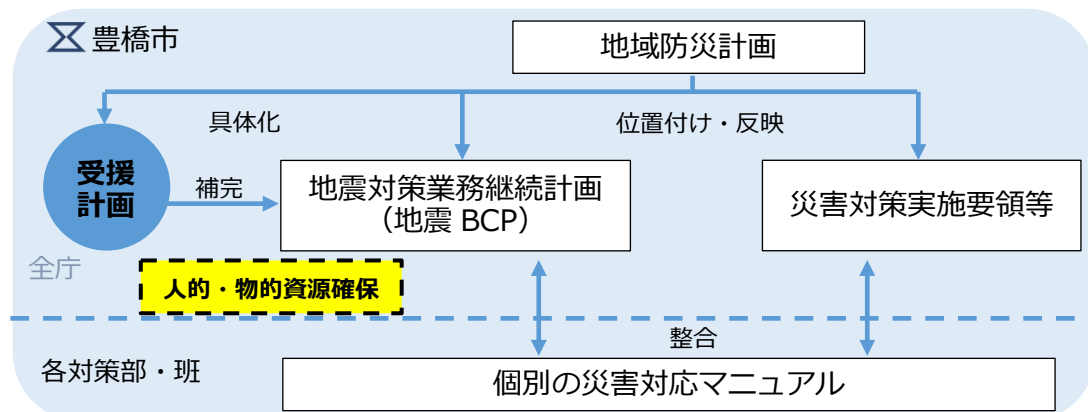 豊橋市
地域防災計画
具体化
位置付け・反映
受援
計画
補完
地震対策業務継続計画
（地震 BCP）
災害対策実施要領等
全庁
人的・物的資源確保
整合
各対策部・班
個別の災害対応マニュアル